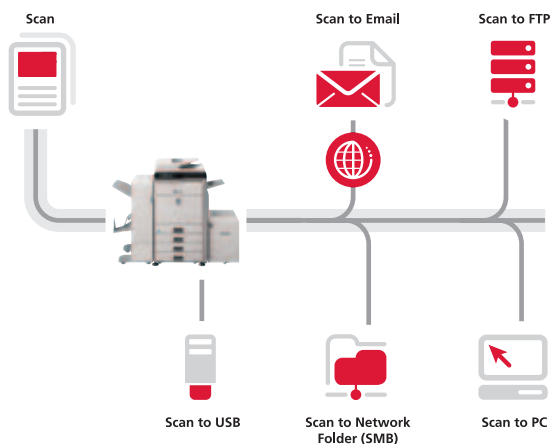 Scan
Scan to Email
Scan to FTP
Scan to USB
Scan to Network
Folder (SMB)
Scan to PC